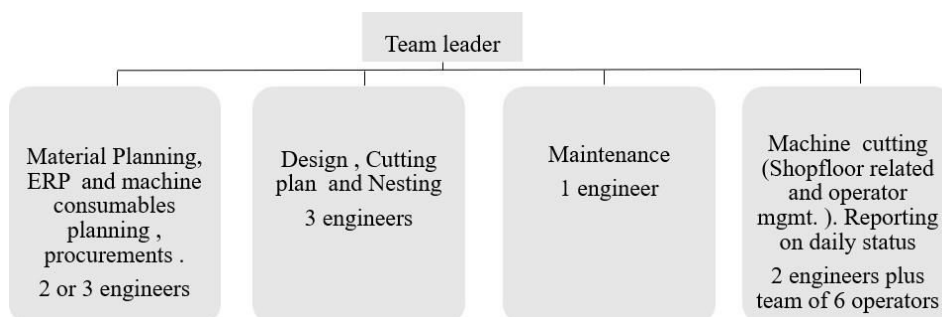 Team leader
Material Planning,
ERP and machine
consumables
planning ,
procurements .
2 or 3 engineers
Design , Cutting
plan and Nesting
3 engineers
Maintenance
1 engineer
Machine cutting
(Shopfloor related
and operator
mgmt. ). Reporting
on daily status
2 engineers plus
team of 6 operators